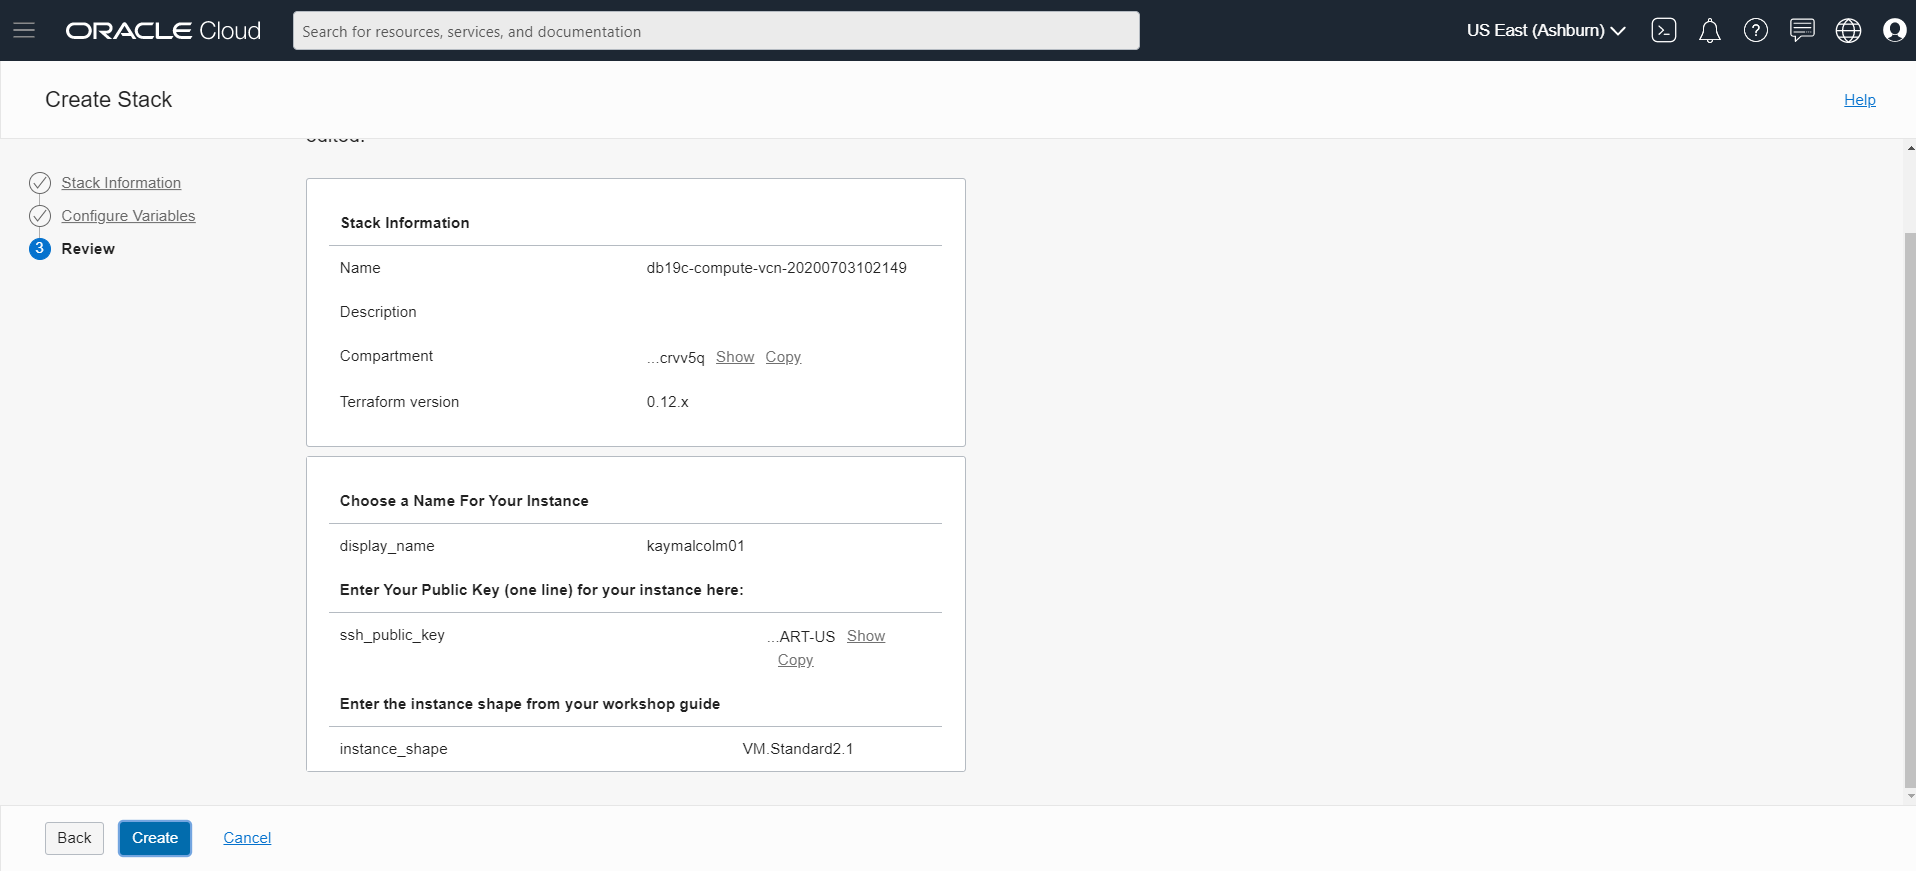 ORACLE Cloud
Search for resources, services, and documentation
US East (Ashburn)
Create Stack
Help
edited.
Stack Information
Configure Variables
3 Review
Stack Information
Name db19c-compute-vcn-20200703102149
Description
Compartment ...crvv5q Show Copy
Terraform version 0.12.x
Choose a Name For Your Instance
display_name kaymalcolm01
Enter Your Public Key (one line) for your instance here:
ssh_public_key ...ART-US Show
Copy
Enter the instance shape from your workshop guide
instance_shape VM.Standard2.1
Back Create Cancel